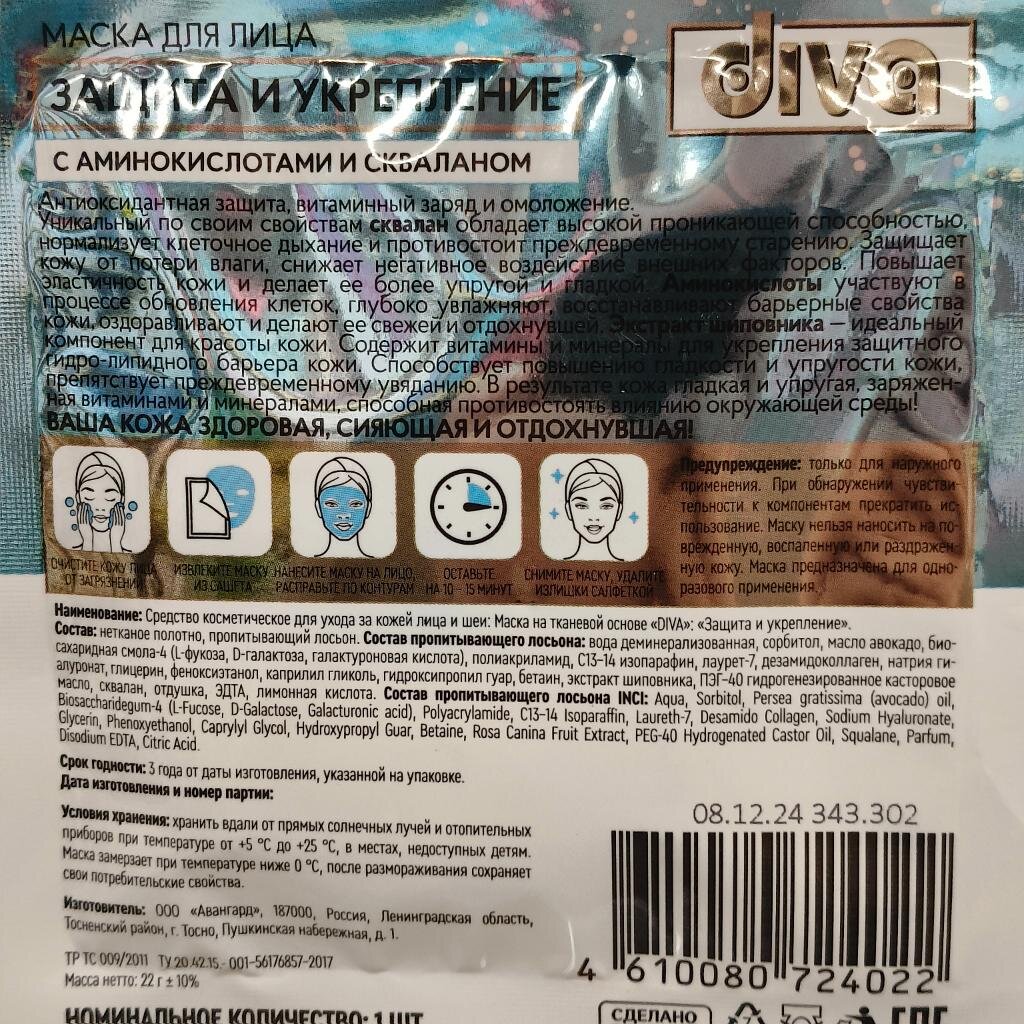 МАСКА ДЛЯ ЛИЦА
diva
ЗАЩИТА И УКРЕПЛЕНИЕ
С АМИНОКИСЛОТАМИ И СКВАЛАНОМ
Антиоксидантная защита, витаминный заряд и омоложение.
Уникальный по своим свойствам сквалан обладает высокой проникающей способностью,
нормализует клеточное дыхание и противостоит преждевременному старению. Защищает
кожу от потери влаги, снижает негативное воздействие внешних факторов. Повышает
эластичность кожи и делает ее более упругой и гладкой. Аминокислоты участвуют в
процессе обновления клеток, глубоко увлажняют, восстанавливают барьерные свойства
кожи, оздоравливают и делают ее свежей и отдохнувшей. Экстракт шиповника – идеальный
компонент для красоты кожи. Содержит витамины и минералы для укрепления защитного
гидро-липидного барьера кожи. Способствует повышению гладкости и упругости кожи,
препятствует преждевременному увяданию. В результате кожа гладкая и упругая, заряжен-
ная витаминами и минералами, способная противостоять влиянию окружающей среды!
ВАША КОЖА ЗДОРОВАЯ, СИЯЮЩАЯ И ОТДОХНУВШАЯ!
ОЧИСТИТЕ КОЖУ ЛИЦА
ОТ ЗАГРЯЗНЕНИЙ
ИЗВЛЕКИТЕ МАСКУ
ИЗ САШЕТА
НАНЕСИТЕ МАСКУ НА ЛИЦО,
РАСПРАВЬТЕ ПО КОНТУРАМ
ОСТАВЬТЕ
НА 10 – 15 МИНУТ
СНИМИТЕ МАСКУ, УДАЛИТЕ
ИЗЛИШКИ САЛФЕТКОЙ
Предупреждение: только для наружного
применения. При обнаружении чувстви-
тельности к компонентам прекратить ис-
пользование. Маску нельзя наносить на по-
врежденную, воспаленную или раздражен-
ную кожу. Маска предназначена для одно-
разового применения.
Наименование: Средство косметическое для ухода за кожей лица и шеи: Маска на тканевой основе «DIVA»: «Защита и укрепление».
Состав: нетканое полотно, пропитывающий лосьон. Состав пропитывающего лосьона: вода деминерализованная, сорбитол, масло авокадо, био-
сахаридная смола-4 (L-фукоза, D-галактоза, галактуроновая кислота), полиакриламид, C13-14 изопарафин, лаурет-7, дезамидоколлаген, натрия ги-
алуронат, глицерин, феноксиэтанол, каприлил гликоль, гидроксипропил гуар, бетаин, экстракт шиповника, ПЭГ-40 гидрогенезированное касторовое
масло, сквалан, отдушка, ЭДТА, лимонная кислота. Состав пропитывающего лосьона INCI: Aqua, Sorbitol, Persea gratissima (avocado) oil,
Biosaccharidegum-4 (L-Fucose, D-Galactose, Galacturonic acid), Polyacrylamide, C13-14 Isoparaffin, Laureth-7, Desamido Collagen, Sodium Hyaluronate,
Glycerin, Phenoxyethanol, Caprylyl Glycol, Hydroxypropyl Guar, Betaine, Rosa Canina Fruit Extract, PEG-40 Hydrogenated Castor Oil, Squalane, Parfum,
Disodium EDTA, Citric Acid.
Срок годности: 3 года от даты изготовления, указанной на упаковке.
Дата изготовления и номер партии:
08.12.24 343.302
Условия хранения: хранить вдали от прямых солнечных лучей и отопительных
приборов при температуре от +5 °С до +25 °С, в местах, недоступных детям.
Маска замерзает при температуре ниже 0 °С, после размораживания сохраняет
свои потребительские свойства.
Изготовитель: ООО «Авангард», 187000, Россия, Ленинградская область,
Тосненский район, г. Тосно, Пушкинская набережная, д. 1.
ТР ТС 009/2011 ТУ 20.42.15.-001-56176857-2017
Масса нетто: 22 г ± 10%
4 610080 724022
НОМИНАЛЬНОЕ КОЛИЧЕСТВО: 1 ШТ
СДЕЛАНО
ЕАС